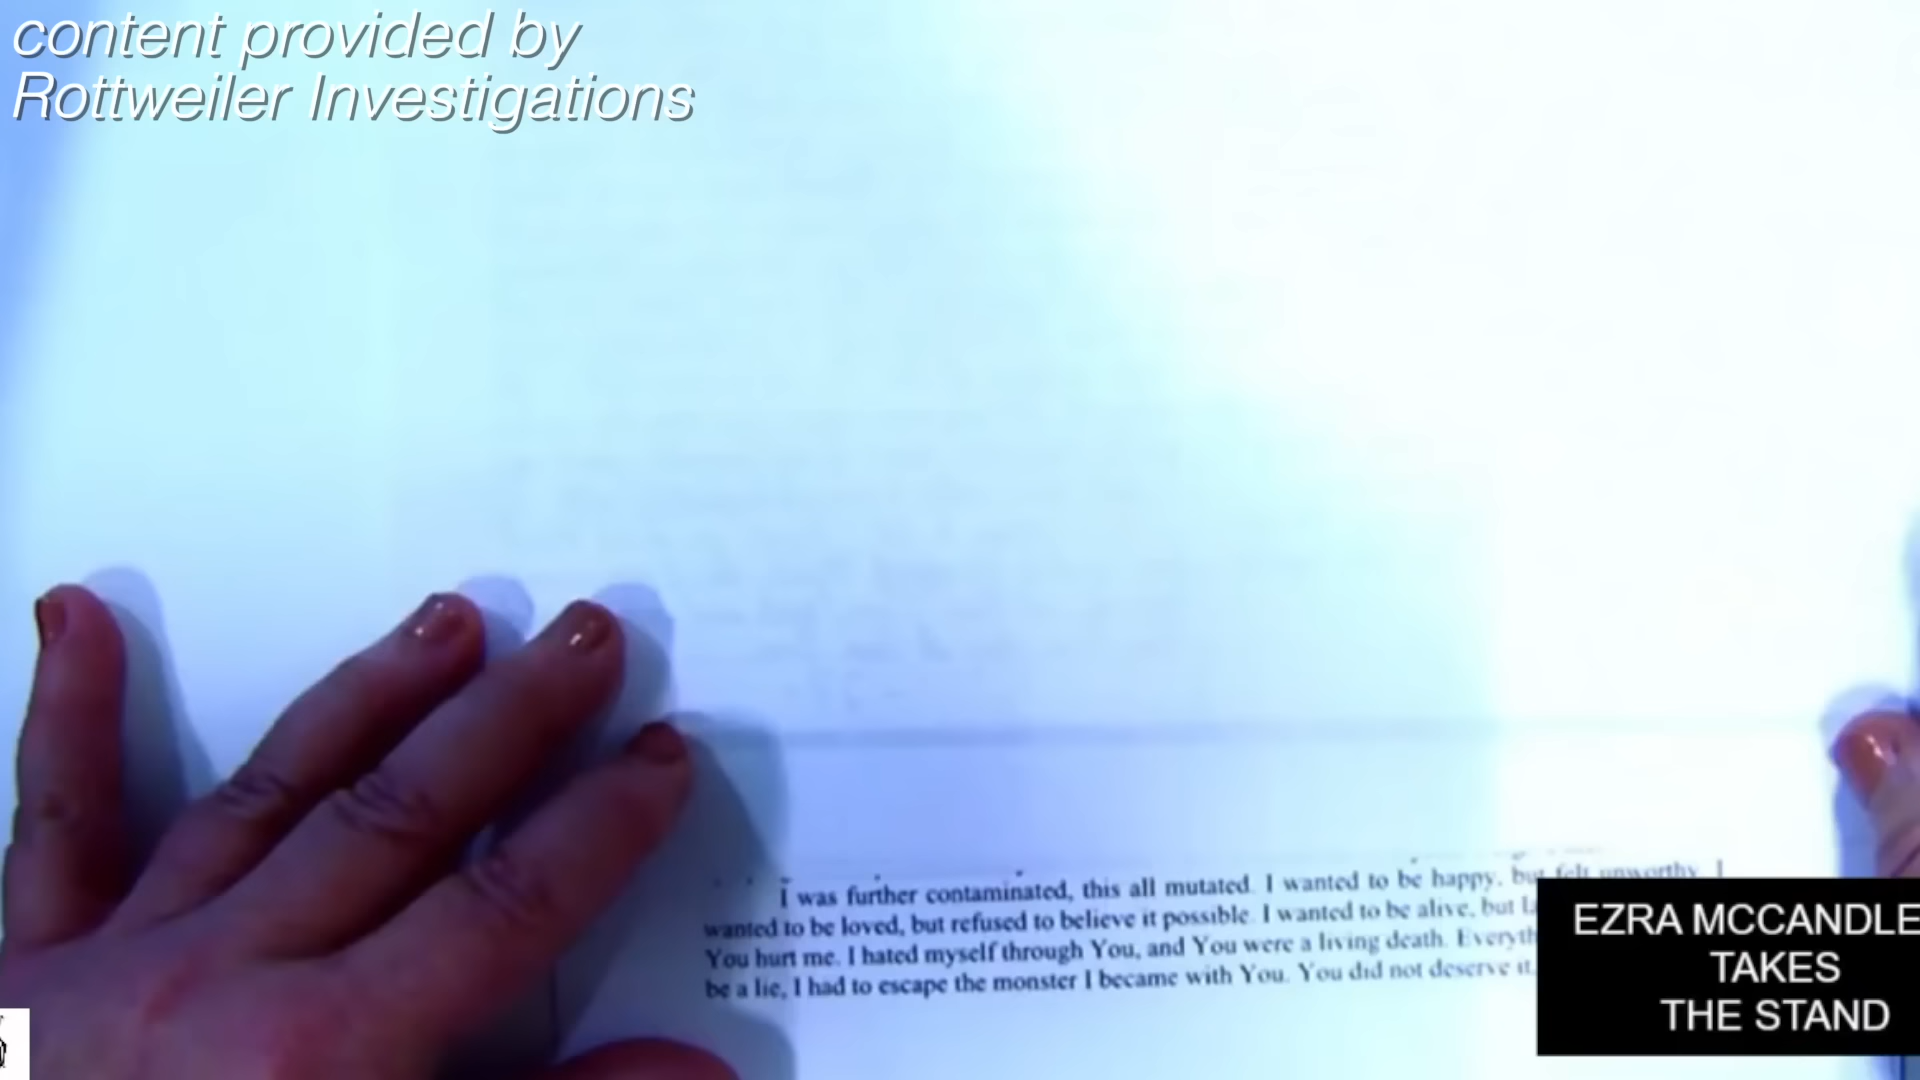 content provided by
Rottweiler Investigations
I was further contaminated, this all mutated. I wanted to be happy, but felt unworthy. I
wanted to be loved, but refused to believe it possible. I wanted to be alive, but
You hurt me. I hated myself through You, and You were a living death.
be a lie, I had to escape the monster I became with You. You did not deserve it.
EZRA MCCANDLE
TAKES
THE STAND